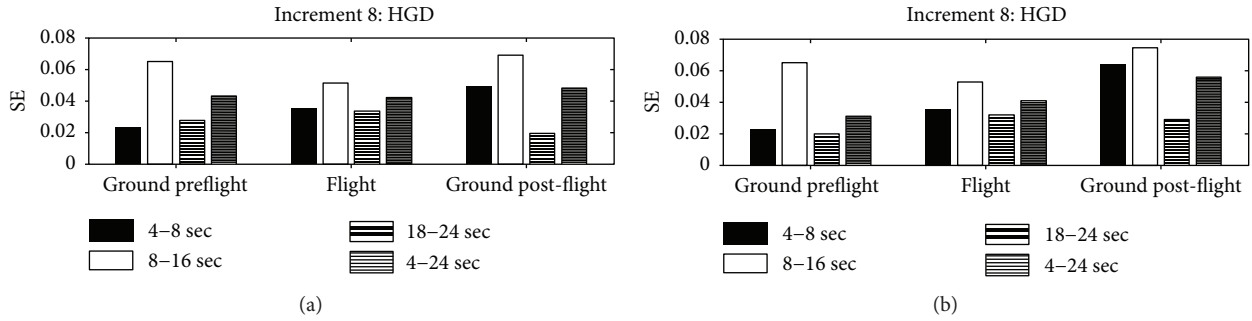 Increment 8: HGD
0.08
0.06
0.04
0.02
0
SE
Ground preflight Flight Ground post-flight
4–8 sec
8–16 sec
18–24 sec
4–24 sec
(a)
Increment 8: HGD
0.08
0.06
0.04
0.02
0
SE
Ground preflight Flight Ground post-flight
4–8 sec
8–16 sec
18–24 sec
4–24 sec
(b)